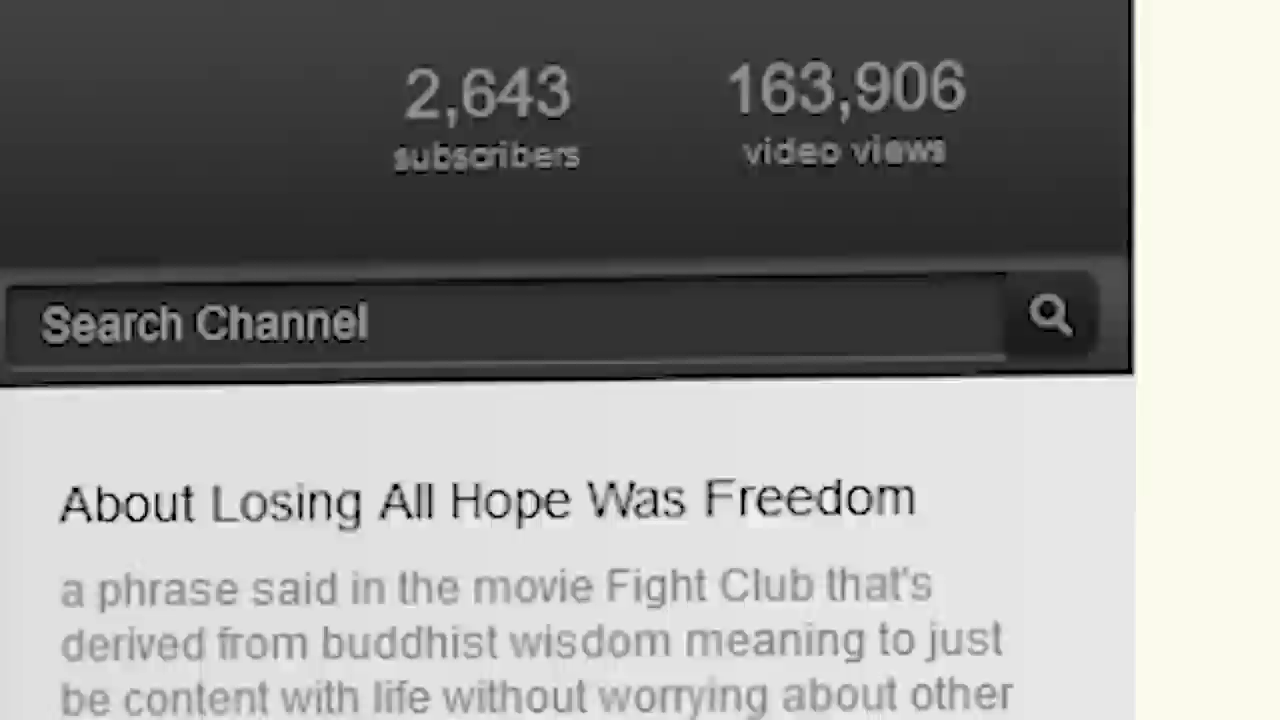 2,643 163,906
subscribers video views
Search Channel
About Losing All Hope Was Freedom
a phrase said in the movie Fight Club that's
derived from buddhist wisdom meaning to just
be content with life without worrying about other